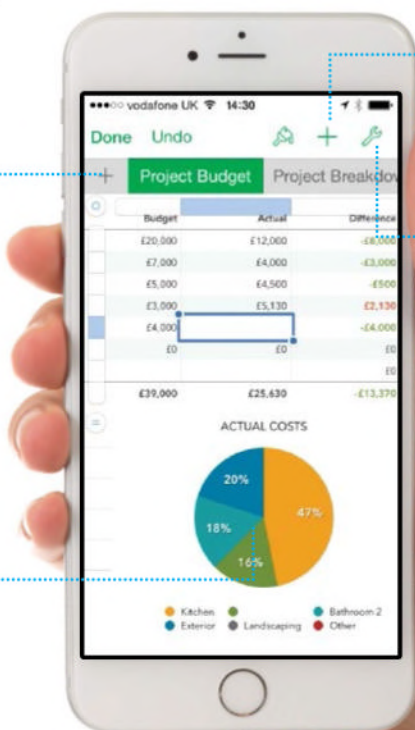 vodafone UK 14:30
Done Undo
+ Project Budget Project Breakdow
Budget Actual Difference
£20,000 £12,000 -£8,000
£7,000 £4,000 -£3,000
£5,000 £4,500 -£500
£3,000 £5,130 £2,130
£4,000 -£4,000
£0 £0 £0
£0
£39,000 £25,630 -£13,370
ACTUAL COSTS
20%
47%
18%
16%
Kitchen Bathroom 2
Exterior Landscaping Other